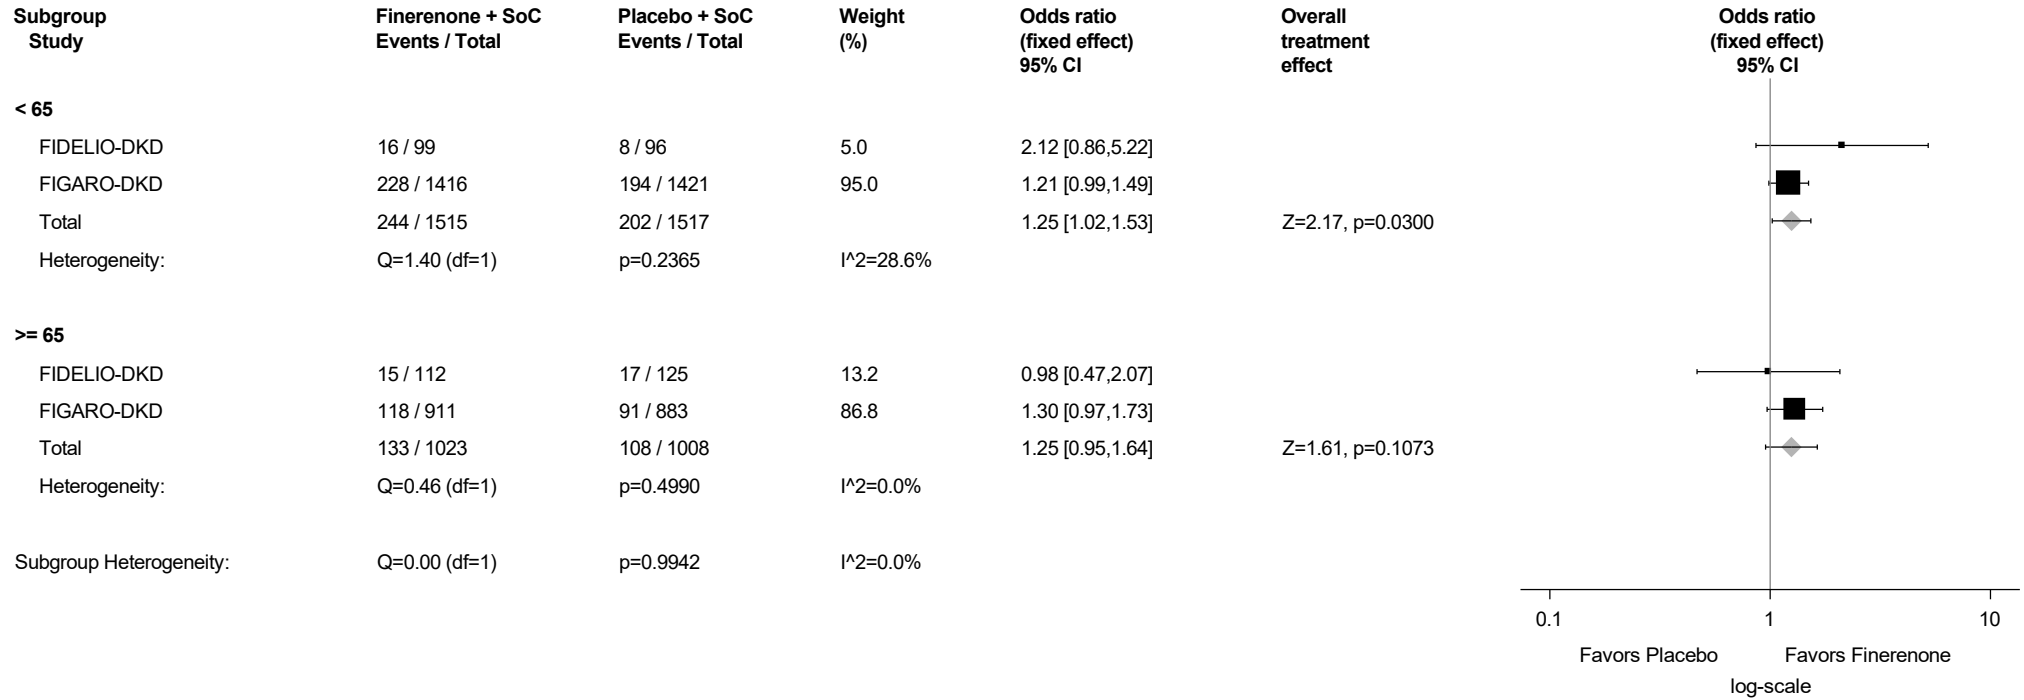 Subgroup Finerenone + SoC Placebo + SoC Weight Odds ratio Overall Odds ratio
Study Events / Total Events / Total (%) (fixed effect) treatment (fixed effect)
95% CI effect 95% CI
< 65
FIDELIO-DKD 16 / 99 8 / 96 5.0 2.12 [0.86,5.22]
FIGARO-DKD 228 / 1416 194 / 1421 95.0 1.21 [0.99,1.49]
Total 244 / 1515 202 / 1517 1.25 [1.02,1.53] Z=2.17, p=0.0300
Heterogeneity: Q=1.40 (df=1) p=0.2365 I^2=28.6%
>= 65
FIDELIO-DKD 15 / 112 17 / 125 13.2 0.98 [0.47,2.07]
FIGARO-DKD 118 / 911 91 / 883 86.8 1.30 [0.97,1.73]
Total 133 / 1023 108 / 1008 1.25 [0.95,1.64] Z=1.61, p=0.1073
Heterogeneity: Q=0.46 (df=1) p=0.4990 I^2=0.0%
Subgroup Heterogeneity: Q=0.00 (df=1) p=0.9942 I^2=0.0%
0.1 1 10
Favors Placebo Favors Finerenone
log-scale